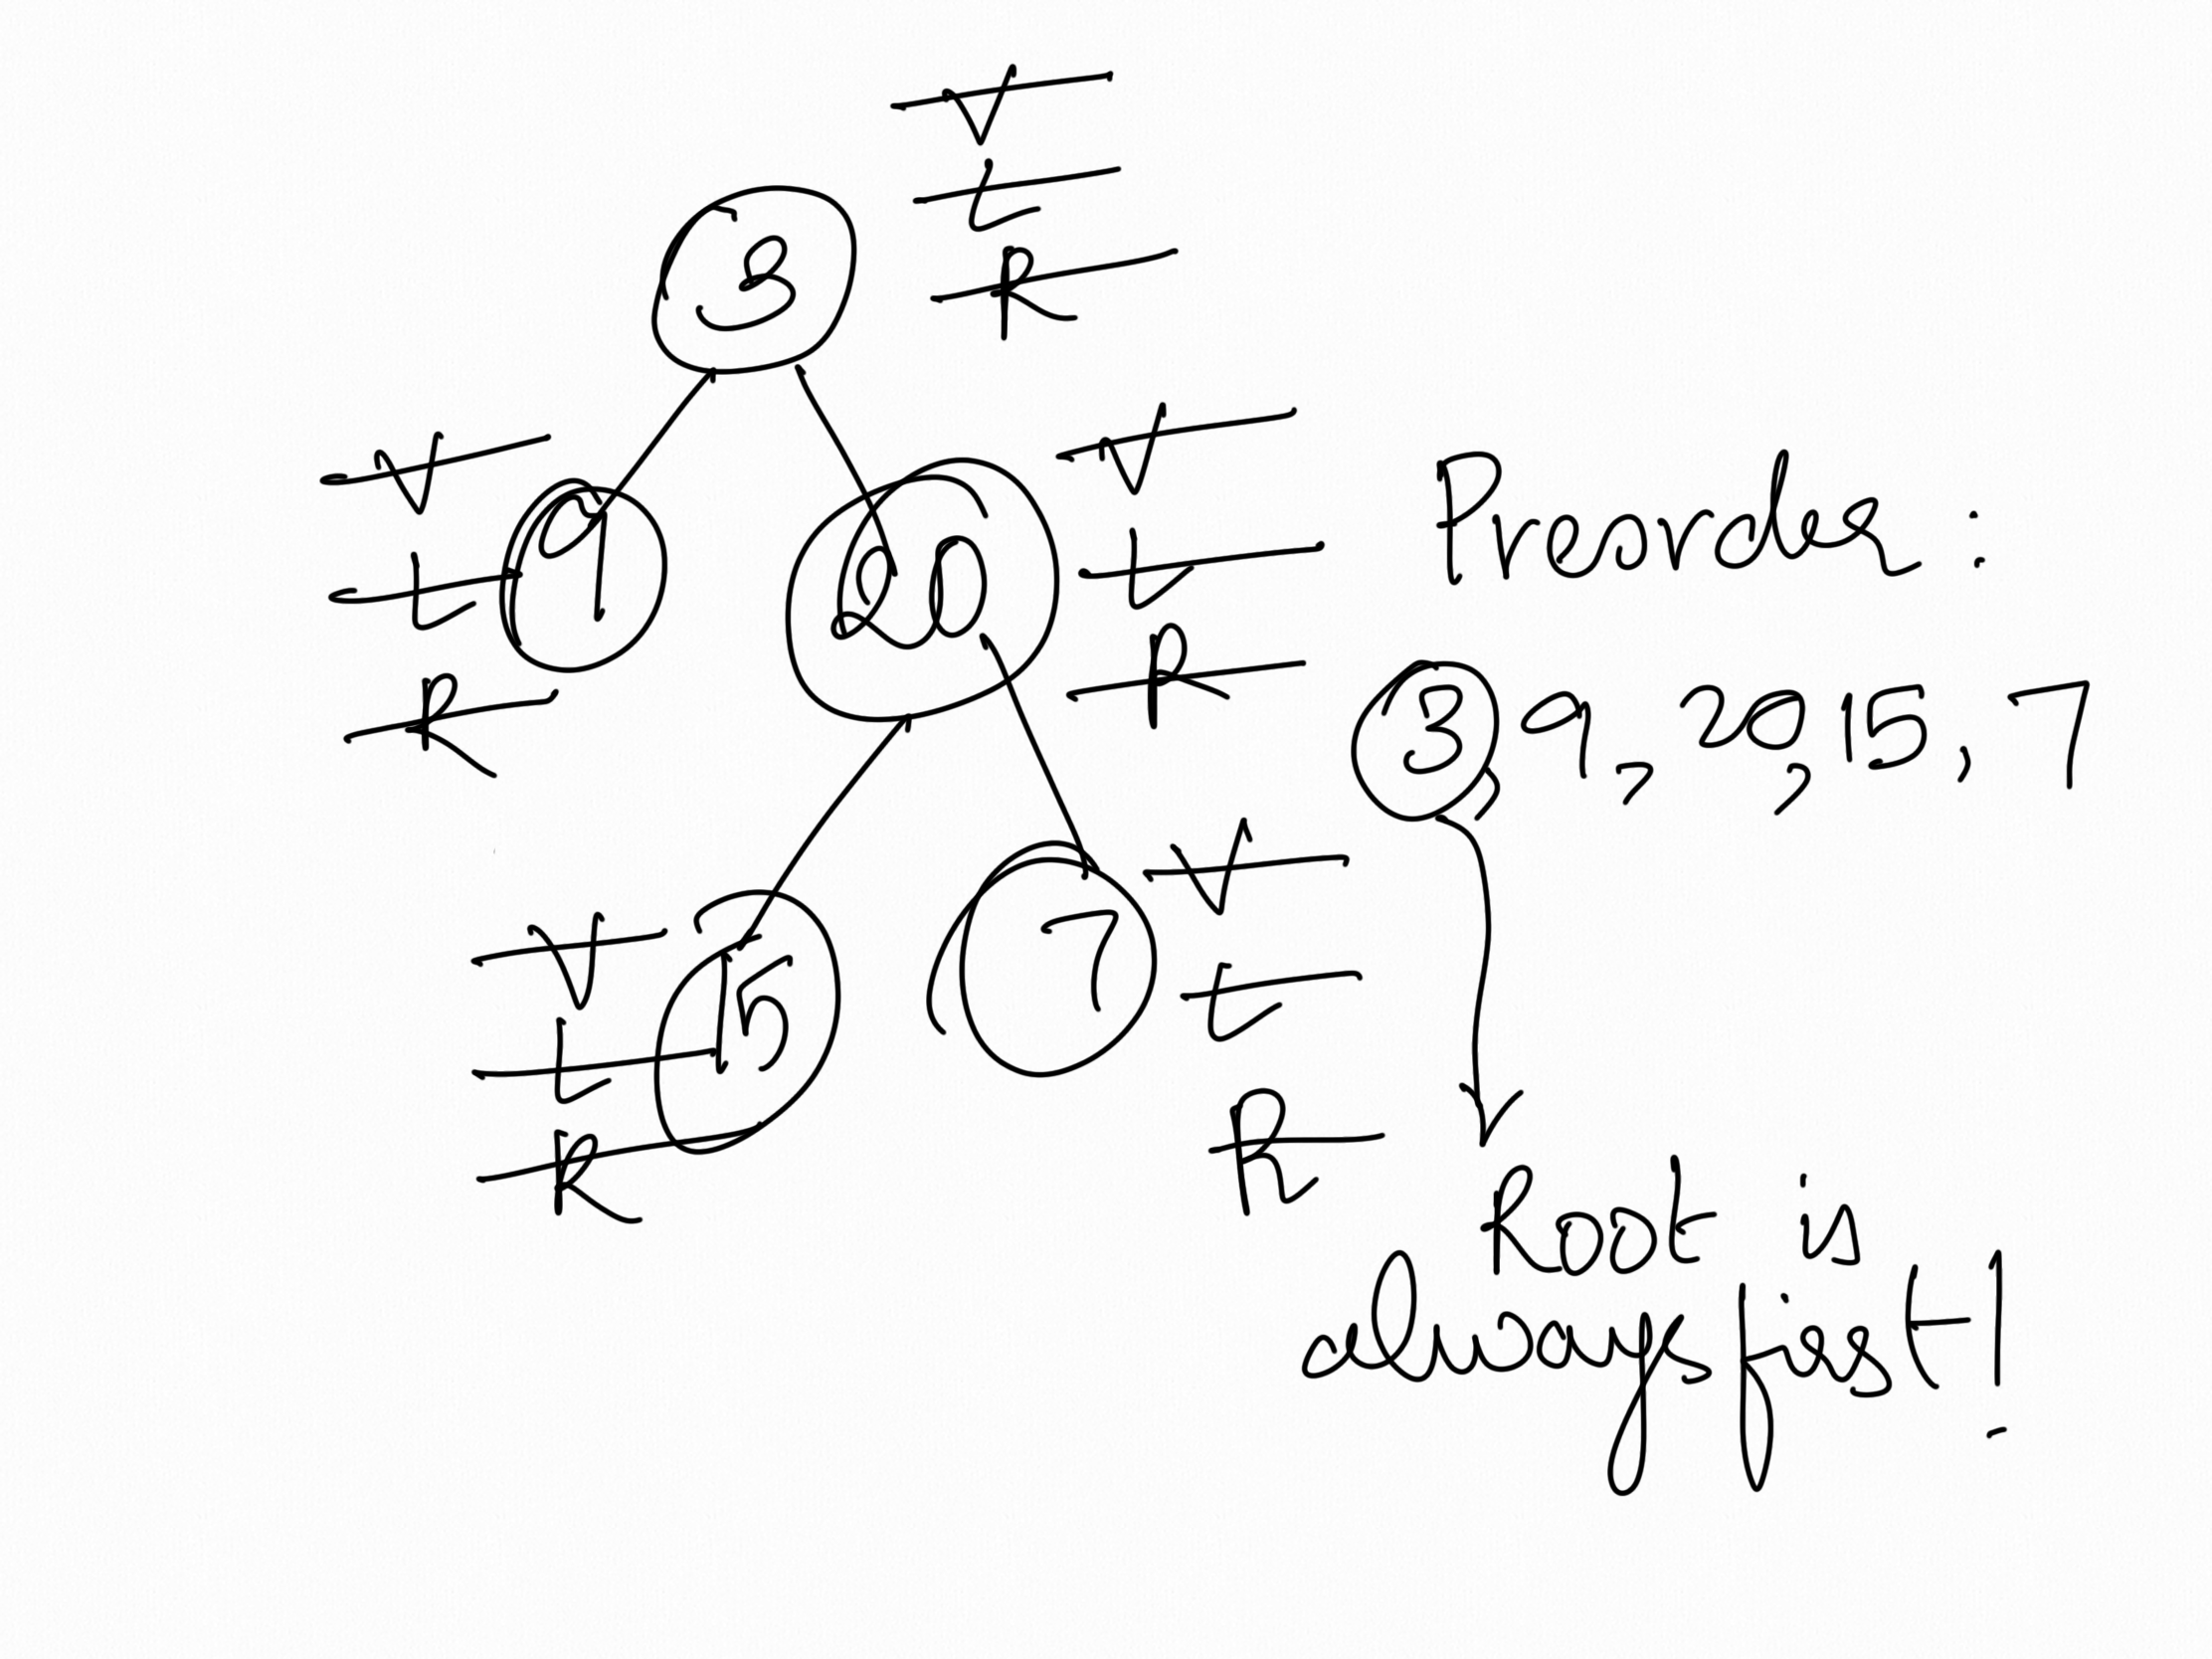 V
L
R
3
V
L
R
9
20
V
L
R
Preorder :
3, 9, 20, 15, 7
V
L
R
15
7
V
L
R
Root is
always first!